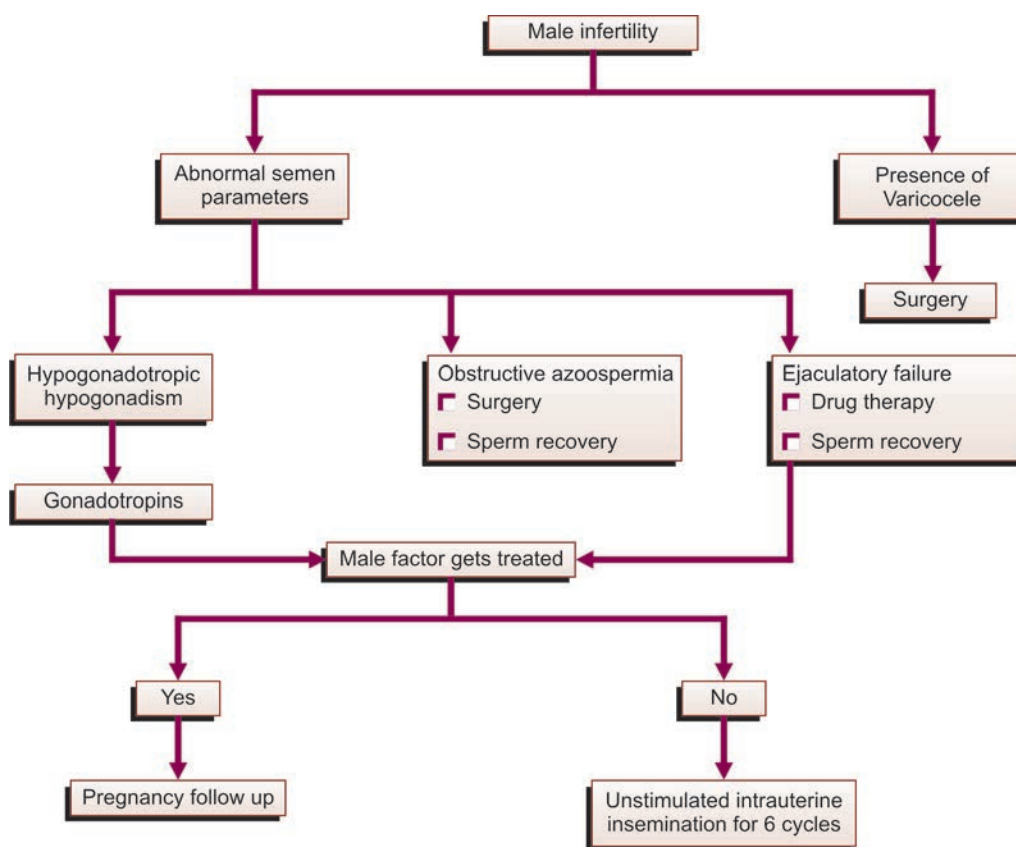 Male infertility
Abnormal semen
parameters
Presence of
Varicocele
Surgery
Hypogonadotropic
hypogonadism
Obstructive azoospermia
Surgery
Sperm recovery
Ejaculatory failure
Drug therapy
Sperm recovery
Gonadotropins
Male factor gets treated
Yes
No
Pregnancy follow up
Unstimulated intrauterine
insemination for 6 cycles